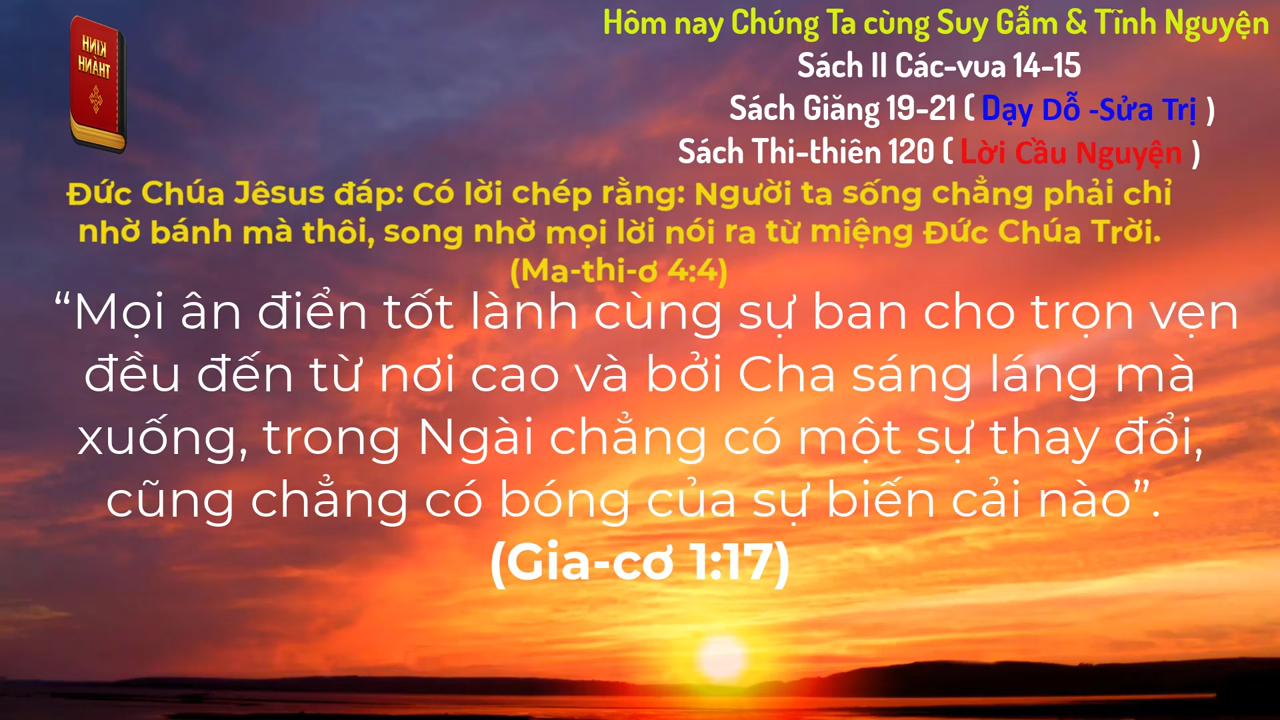 KINH
THÁNH
Hôm nay Chúng Ta cùng Suy Gẫm & Tĩnh Nguyện
Sách II Các-vua 14-15
Sách Giăng 19-21 ( Dạy Dỗ -Sửa Trị )
Sách Thi-thiên 120 ( Lời Cầu Nguyện )
Đức Chúa Jêsus đáp: Có lời chép rằng: Người ta sống chẳng phải chỉ
nhờ bánh mà thôi, song nhờ mọi lời nói ra từ miệng Đức Chúa Trời.
(Ma-thi-ơ 4:4)
“Mọi ân điển tốt lành cùng sự ban cho trọn vẹn
đều đến từ nơi cao và bởi Cha sáng láng mà
xuống, trong Ngài chẳng có một sự thay đổi,
cũng chẳng có bóng của sự biến cải nào”.
(Gia-cơ 1:17)